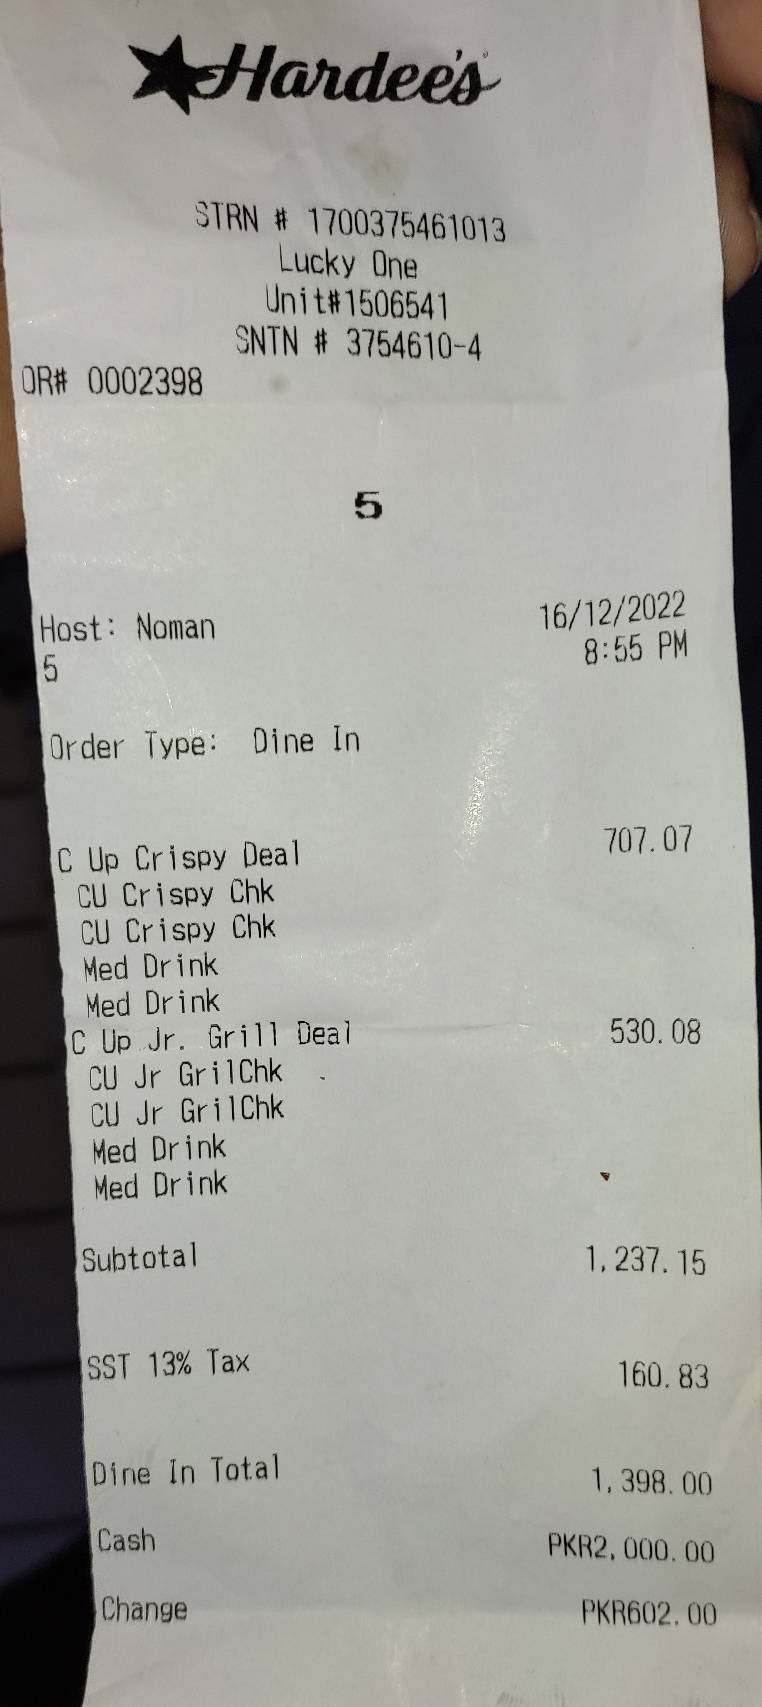 Hardee's
STRN # 1700375461013
Lucky One
Unit#1506541
SNTN # 3754610-4
OR# 0002398
5
Host: Noman 16/12/2022
5 8:55 PM
Order Type: Dine In
C Up Crispy Deal 707.07
CU Crispy Chk
CU Crispy Chk
Med Drink
Med Drink
C Up Jr. Grill Deal 530.08
CU Jr GrilChk
CU Jr GrilChk
Med Drink
Med Drink
Subtotal 1,237.15
SST 13% Tax 160.83
Dine In Total 1,398.00
Cash PKR2,000.00
Change PKR602.00